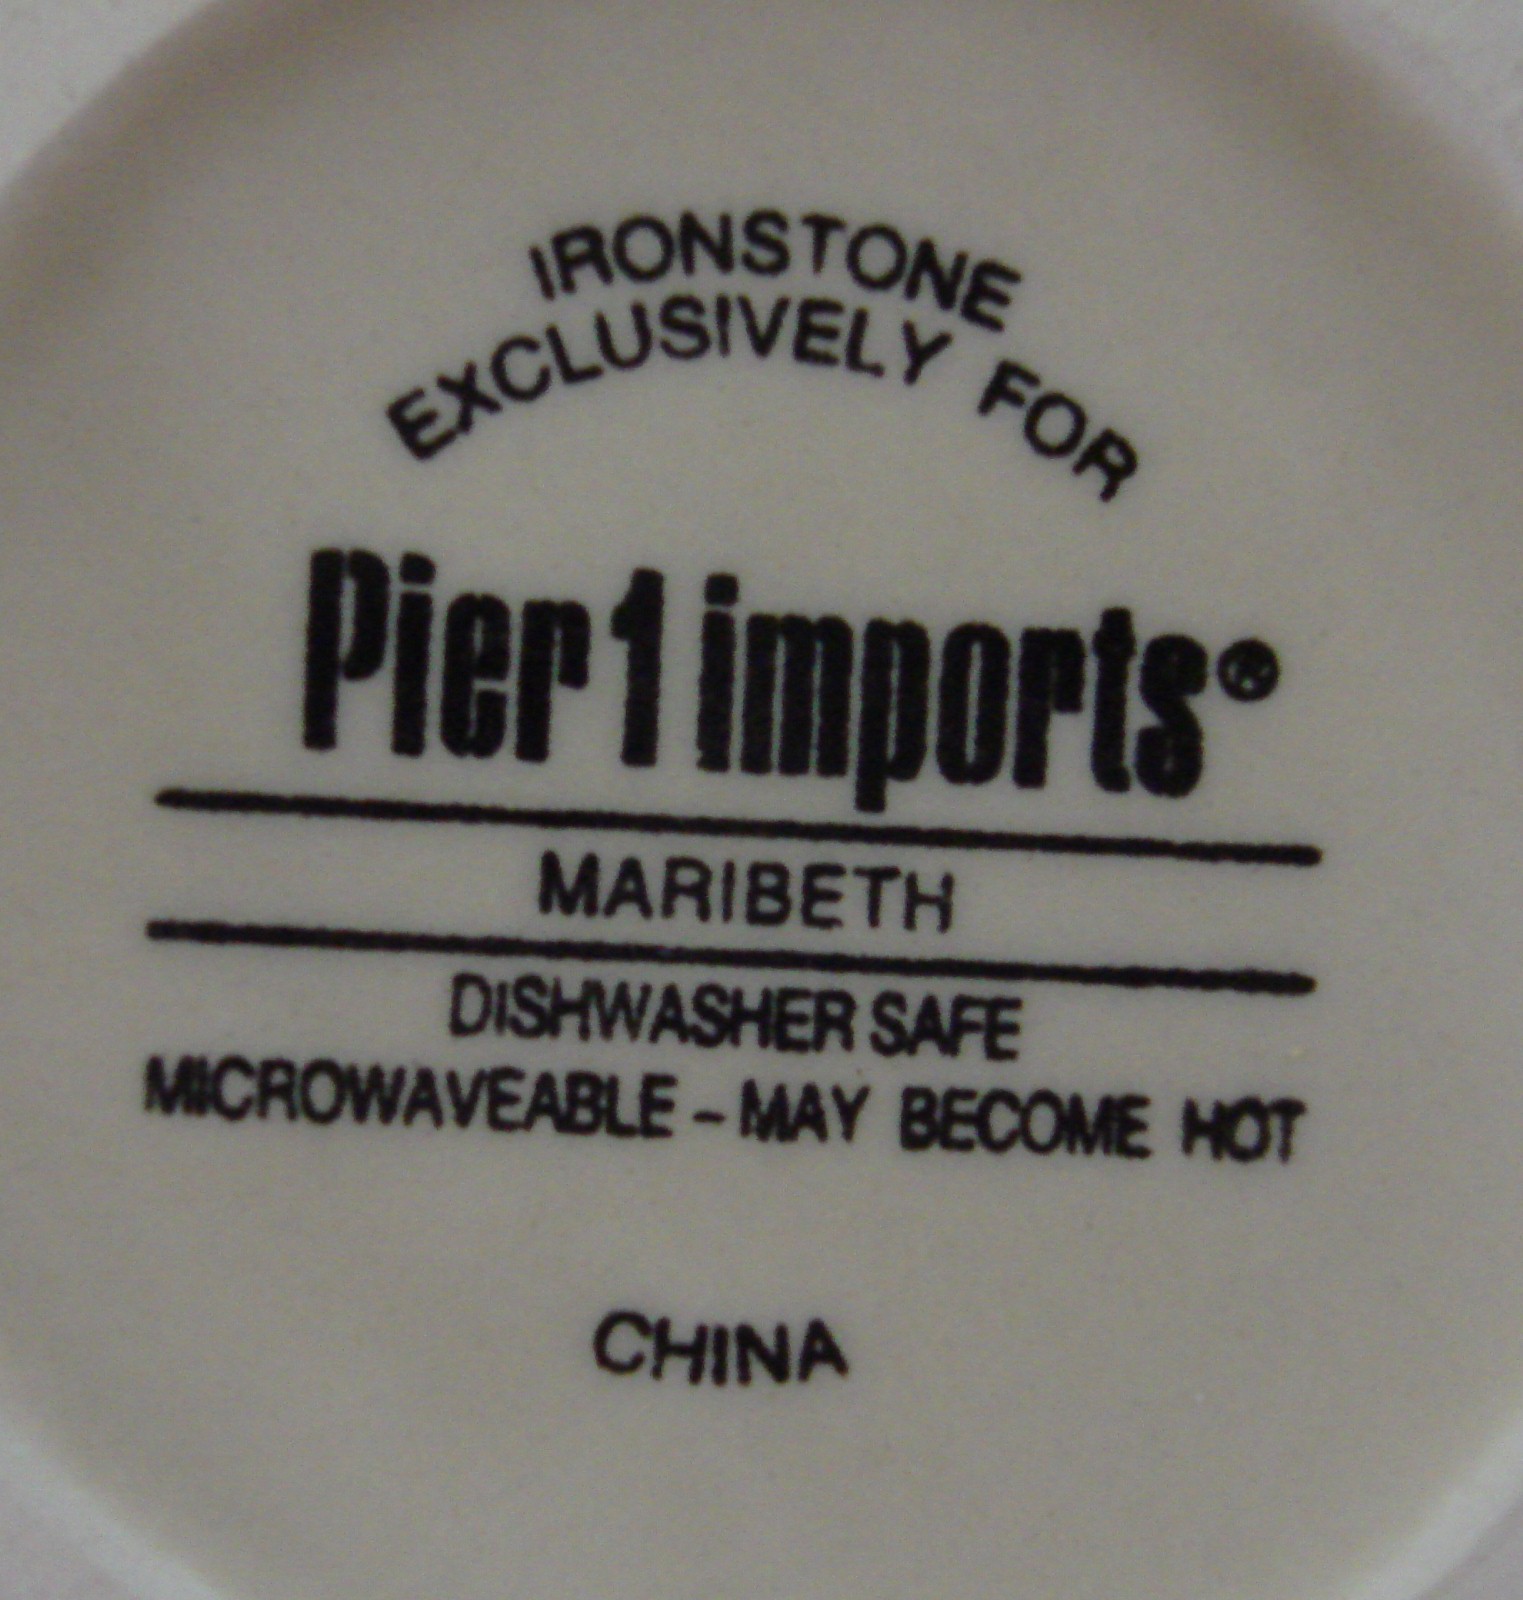 IRONSTONE
EXCLUSIVELY FOR
Pier 1 imports®
MARIBETH
DISHWASHER SAFE
MICROWAVEABLE - MAY BECOME HOT
CHINA